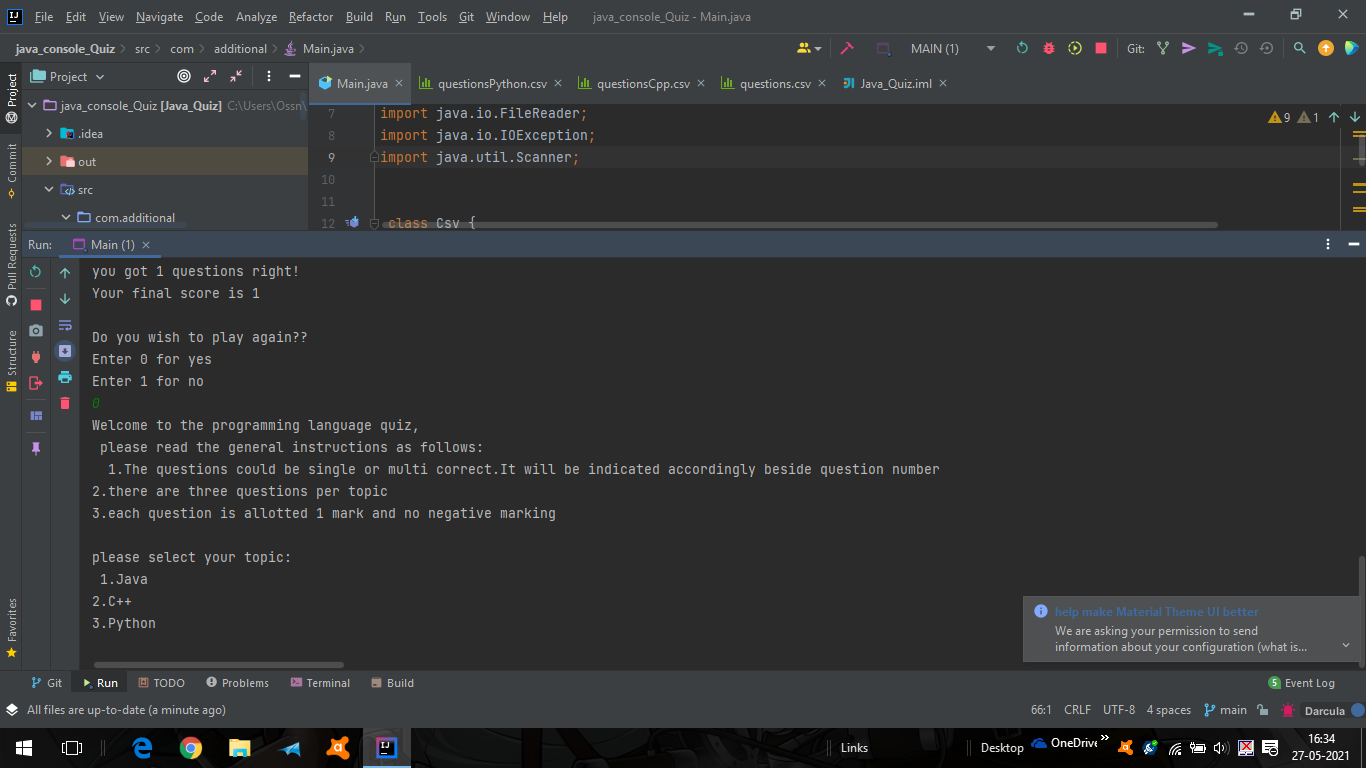 File Edit View Navigate Code Analyze Refactor Build Run Tools Git Window Help java_console_Quiz - Main.java
java_console_Quiz src com additional Main.java MAIN (1) Git:
Project Main.java questionsPython.csv questionsCpp.csv questions.csv Java_Quiz.iml
java_console_Quiz [Java_Quiz] C:\Users\Ossn\
.idea
out
src
com.additional
7 import java.io.FileReader;
8 import java.io.IOException;
9 import java.util.Scanner;
10
11
12 class Csv {
9 1
Project
Commit
Pull Requests
Structure
Favorites
Run: Main (1)
you got 1 questions right!
Your final score is 1
Do you wish to play again??
Enter 0 for yes
Enter 1 for no
0
Welcome to the programming language quiz,
please read the general instructions as follows:
1.The questions could be single or multi correct.It will be indicated accordingly beside question number
2.there are three questions per topic
3.each question is allotted 1 mark and no negative marking
please select your topic:
1.Java
2.C++
3.Python
help make Material Theme UI better
We are asking your permission to send
information about your configuration (what is...
Git Run TODO Problems Terminal Build 5 Event Log
All files are up-to-date (a minute ago) 66:1 CRLF UTF-8 4 spaces main Darcula
Links Desktop OneDrive 16:34
27-05-2021